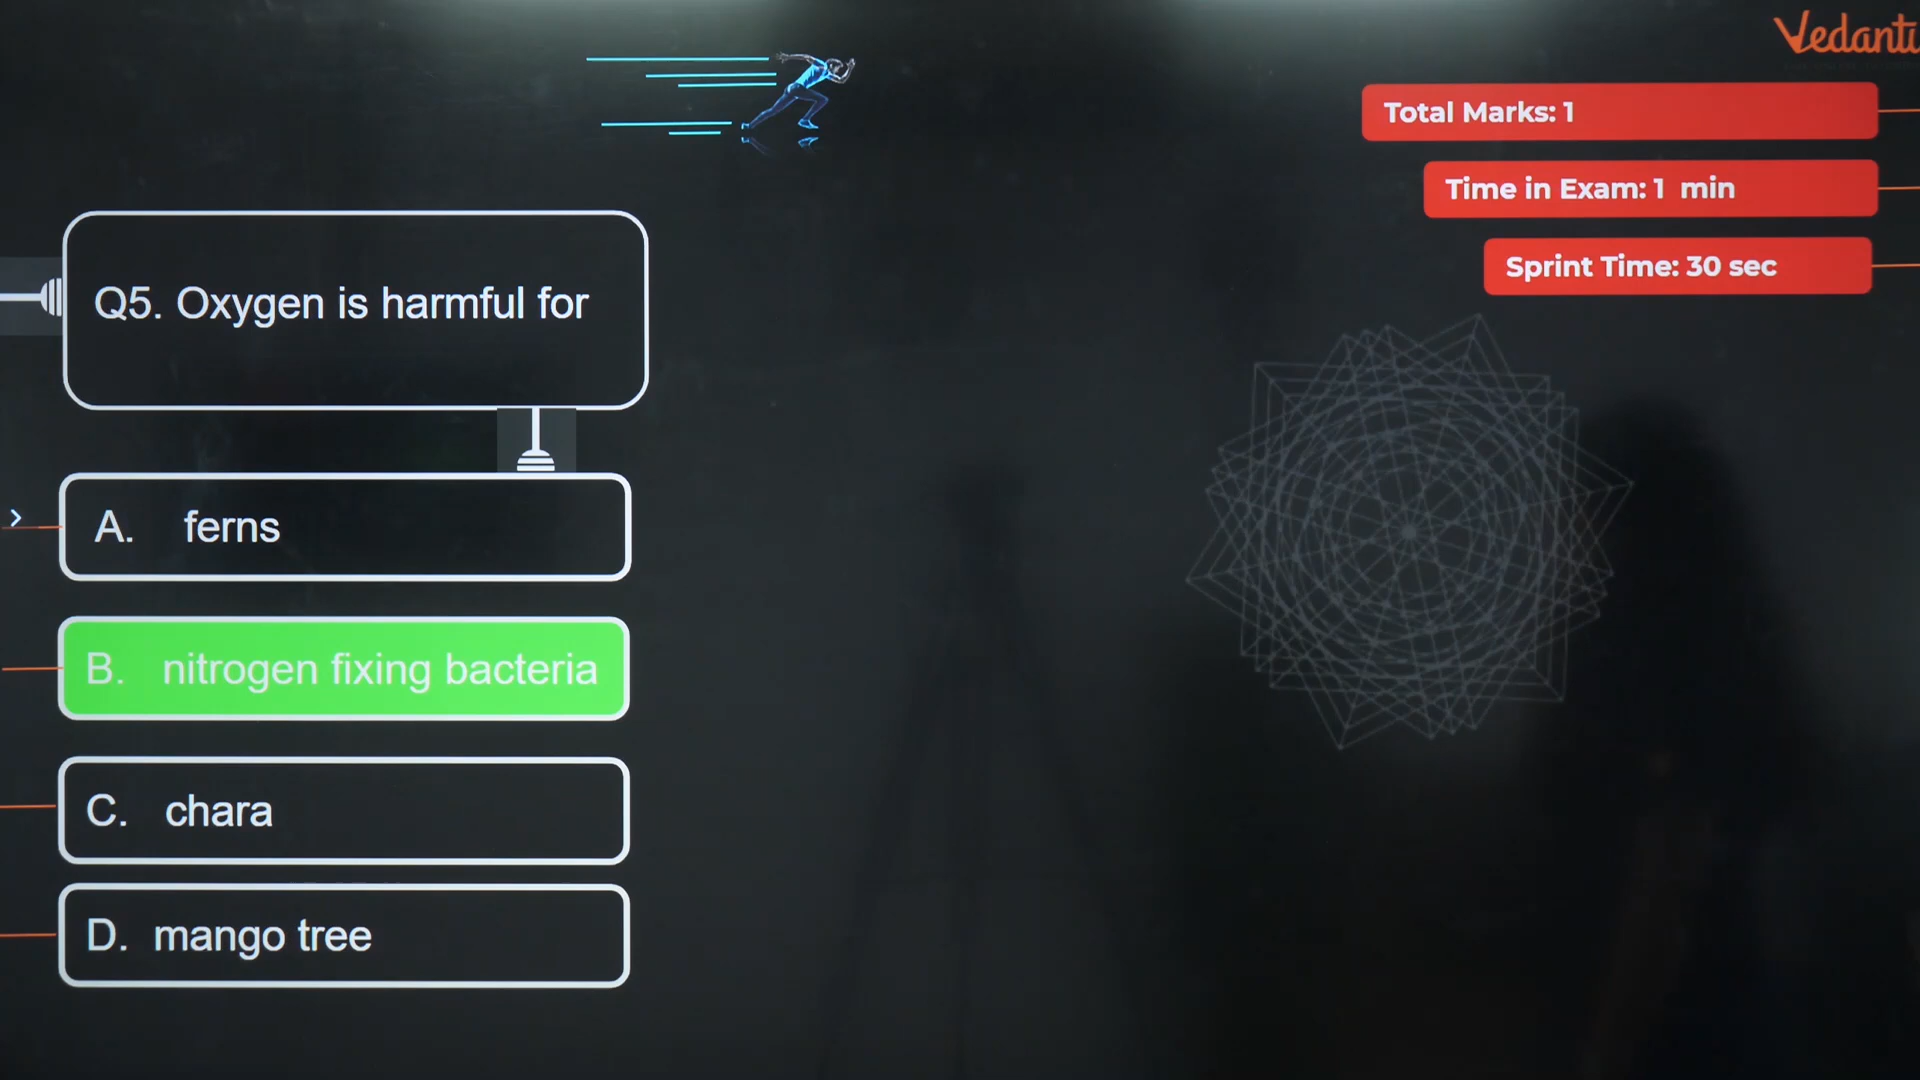 Vedanti
Total Marks: 1
Time in Exam: 1 min
Sprint Time: 30 sec
Q5. Oxygen is harmful for
A. ferns
B. nitrogen fixing bacteria
C. chara
D. mango tree